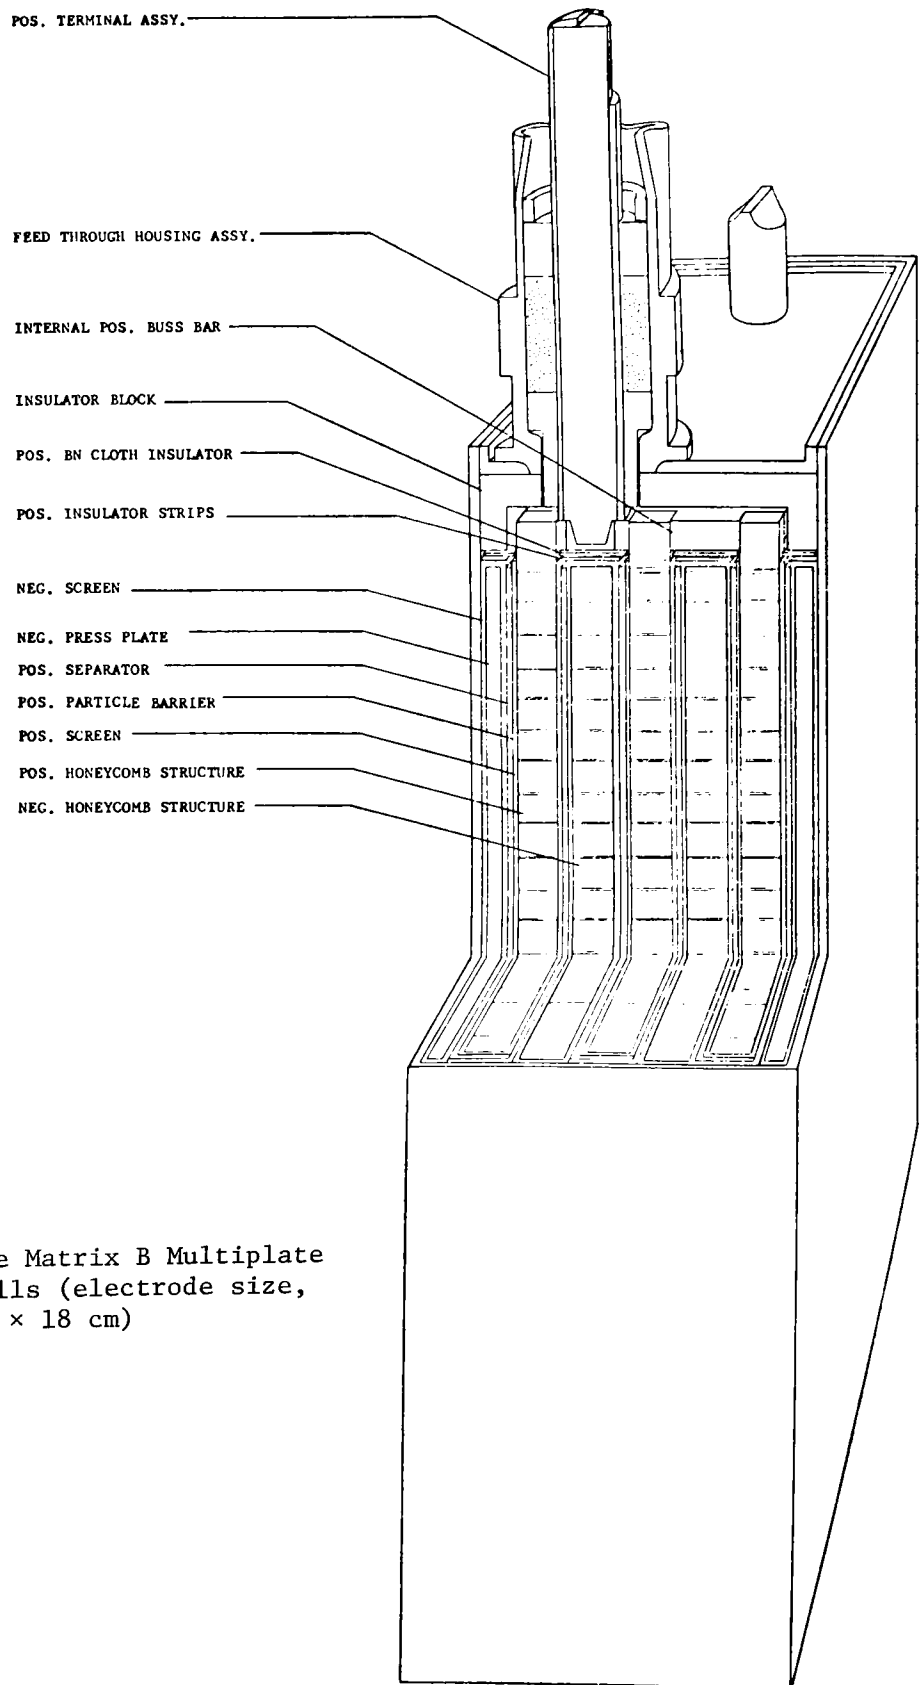 POS. TERMINAL ASSY.
FEED THROUGH HOUSING ASSY.
INTERNAL POS. BUSS BAR
INSULATOR BLOCK
POS. BN CLOTH INSULATOR
POS. INSULATOR STRIPS
NEG. SCREEN
NEG. PRESS PLATE
POS. SEPARATOR
POS. PARTICLE BARRIER
POS. SCREEN
POS. HONEYCOMB STRUCTURE
NEG. HONEYCOMB STRUCTURE
e Matrix B Multiplate
lls (electrode size,
× 18 cm)